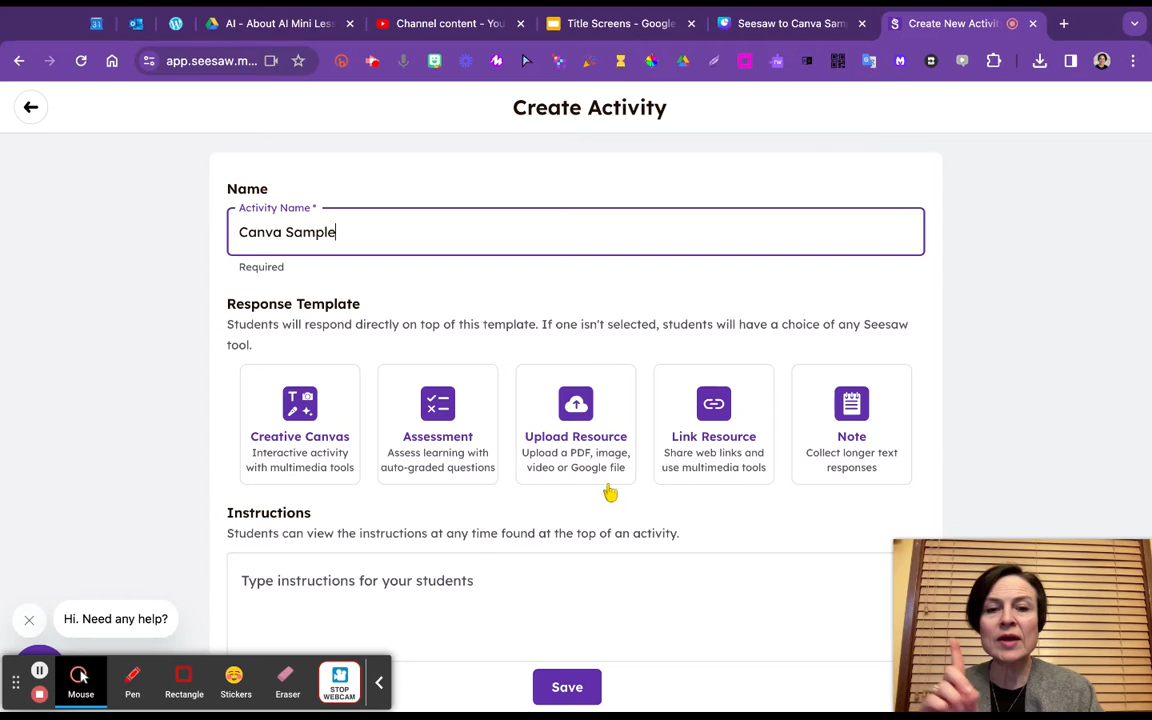 31
AI - About AI Mini Les
Channel content - You
Title Screens - Google
Seesaw to Canva Sam
Create New Activit
app.seesaw.m...
Create Activity
Name
Activity Name *
Canva Sample
Required
Response Template
Students will respond directly on top of this template. If one isn't selected, students will have a choice of any Seesaw
tool.
Creative Canvas
Interactive activity
with multimedia tools
Assessment
Assess learning with
auto-graded questions
Upload Resource
Upload a PDF, image,
video or Google file
Link Resource
Share web links and
use multimedia tools
Note
Collect longer text
responses
Instructions
Students can view the instructions at any time found at the top of an activity.
Type instructions for your students
Hi. Need any help?
Mouse
Pen
Rectangle
Stickers
Eraser
STOP
WEBCAM
Save